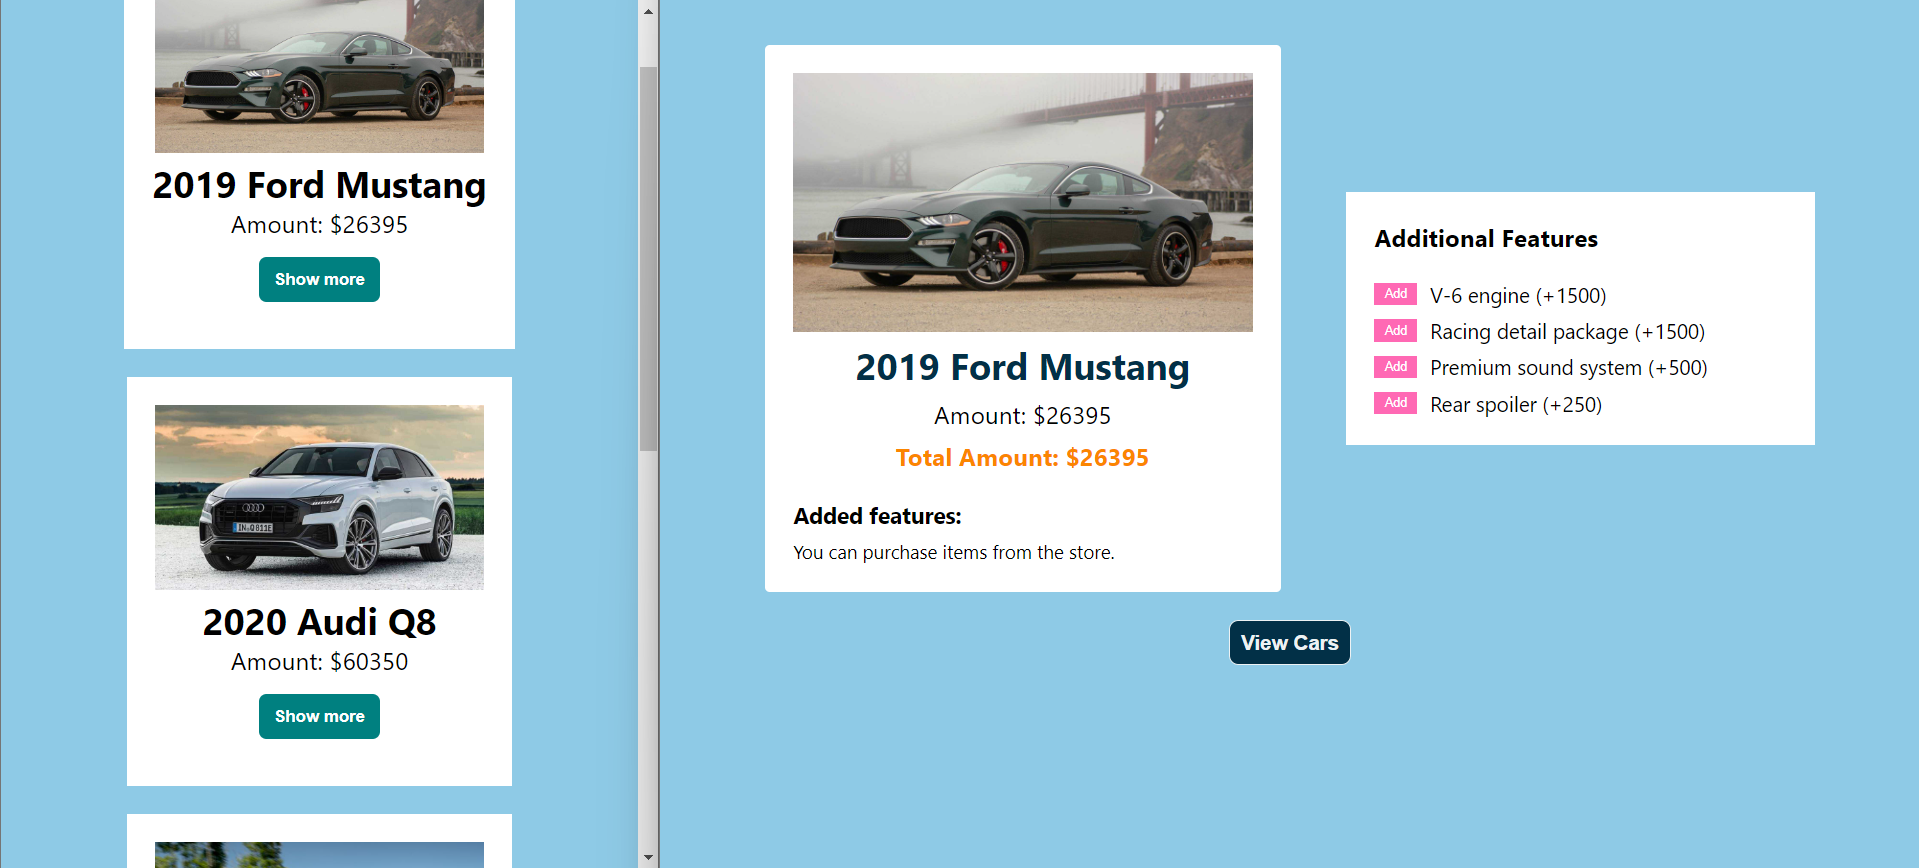 2019 Ford Mustang
Amount: $26395
Show more
IN·Q 811E
2020 Audi Q8
Amount: $60350
Show more
2019 Ford Mustang
Amount: $26395
Total Amount: $26395
Added features:
You can purchase items from the store.
Additional Features
Add V-6 engine (+1500)
Add Racing detail package (+1500)
Add Premium sound system (+500)
Add Rear spoiler (+250)
View Cars